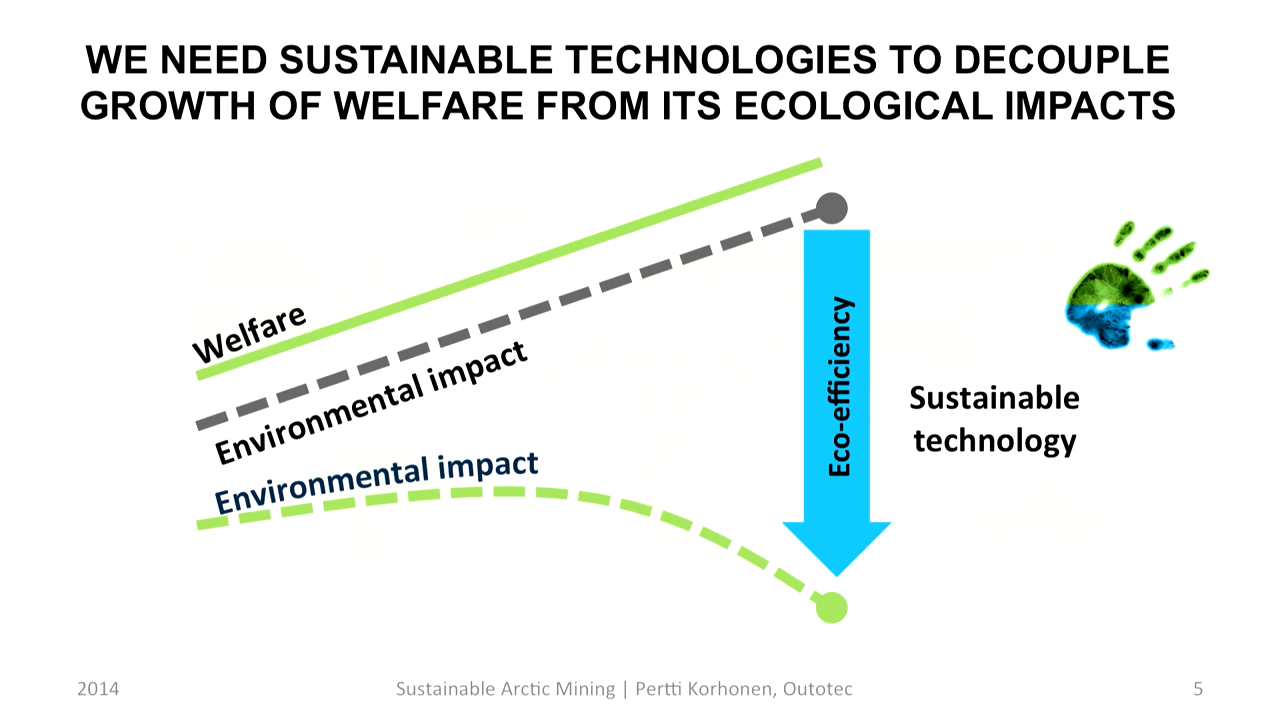 WE NEED SUSTAINABLE TECHNOLOGIES TO DECOUPLE
GROWTH OF WELFARE FROM ITS ECOLOGICAL IMPACTS
Welfare
Environmental impact
Environmental impact
Eco-efficiency
Sustainable
technology
2014
Sustainable Arctic Mining | Pertti Korhonen, Outotec
5